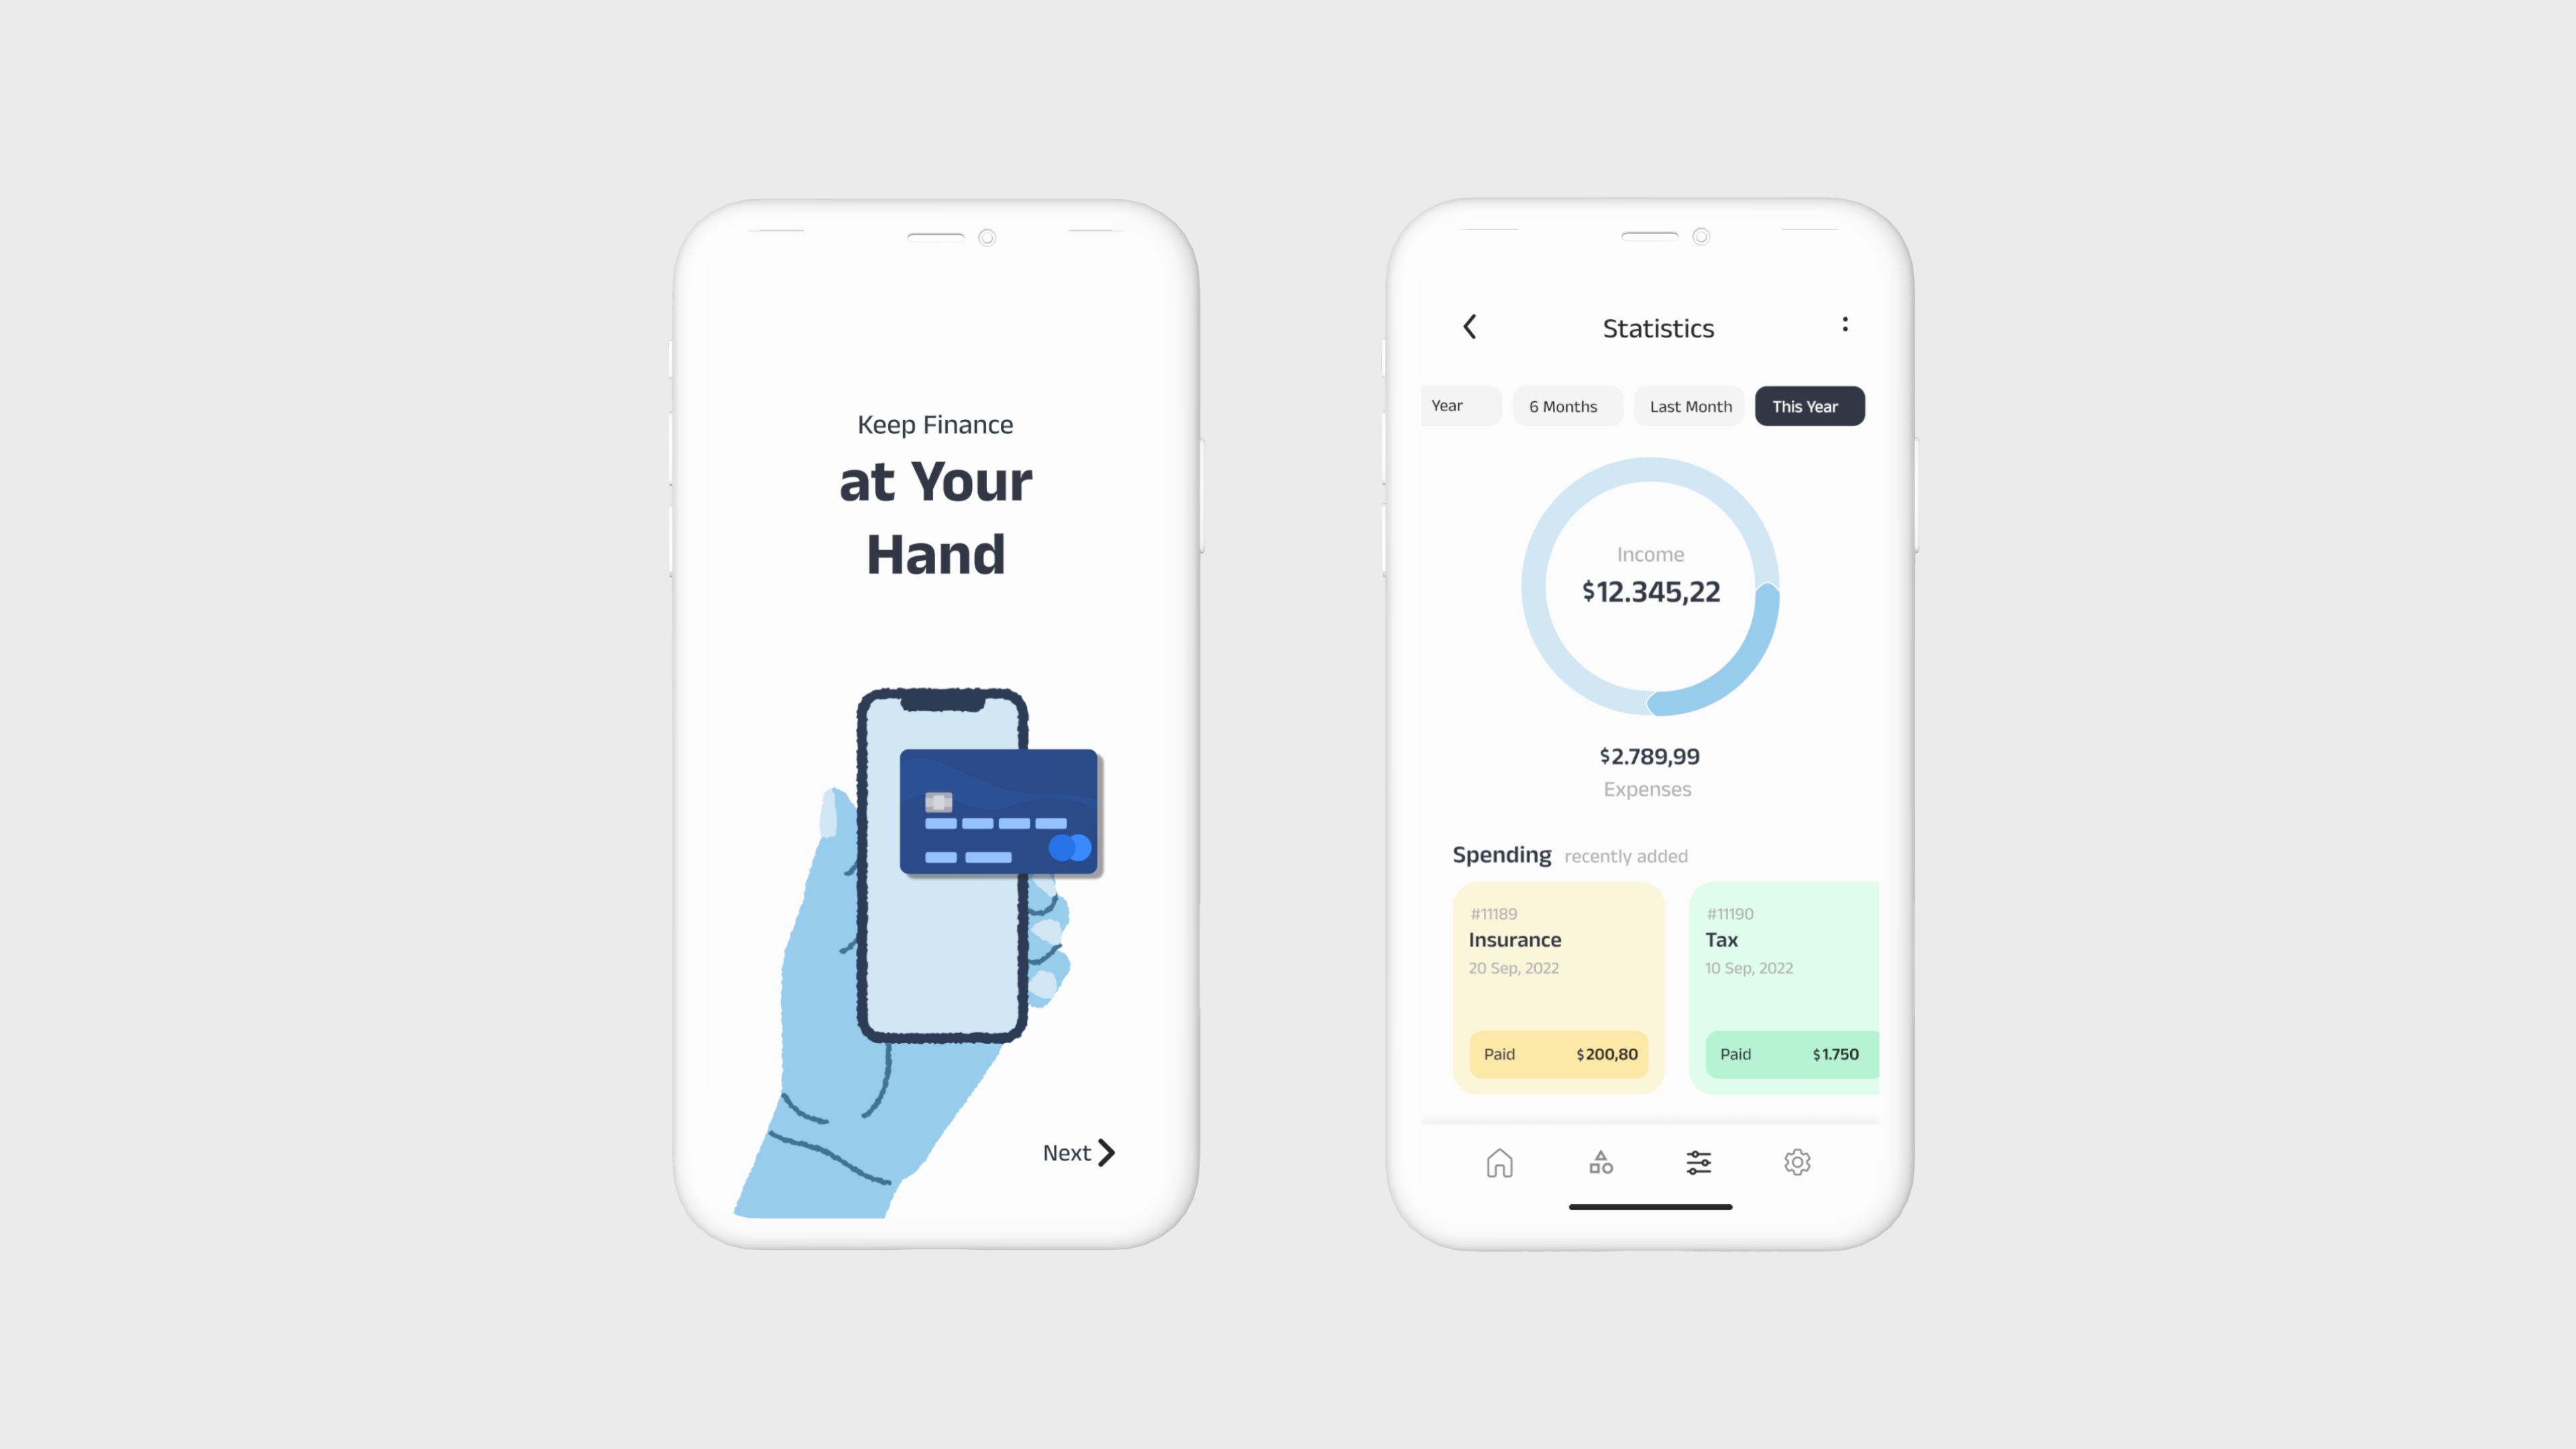 Keep Finance
at Your
Hand
Next
Statistics
Year
6 Months
Last Month
This Year
Income
$12.345,22
$2.789,99
Expenses
Spending recently added
#11189
Insurance
20 Sep, 2022
Paid $200,80
#11190
Tax
10 Sep, 2022
Paid $1.750